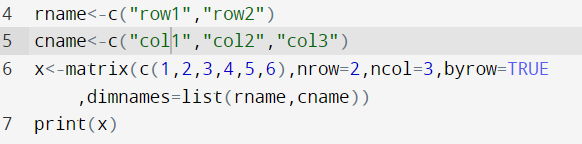 4 rname<-c("row1","row2")
5 cname<-c("col1","col2","col3")
6 x<-matrix(c(1,2,3,4,5,6),nrow=2,ncol=3,byrow=TRUE
,dimnames=list(rname,cname))
7 print(x)